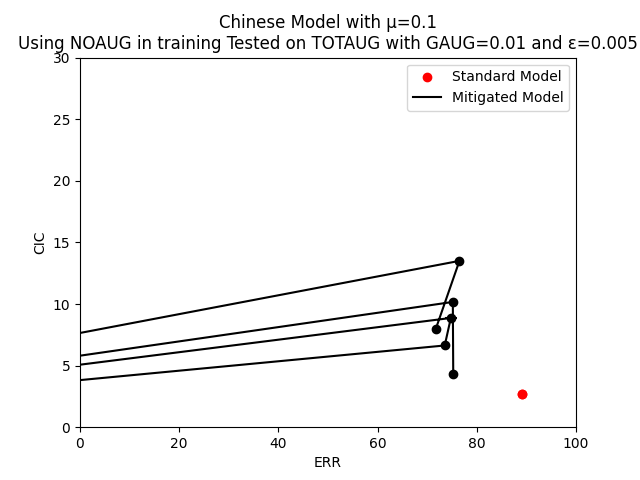 Chinese Model with μ=0.1
Using NOAUG in training Tested on TOTAUG with GAUG=0.01 and ε=0.005
30
25
20
15
10
5
0
CIC
Standard Model
Mitigated Model
0 20 40 60 80 100
ERR